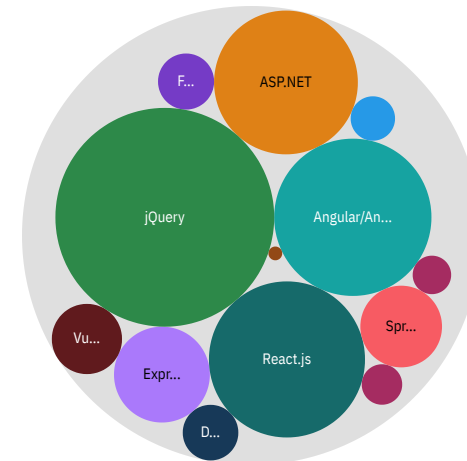 F...
ASP.NET
jQuery
Angular/An...
Vu...
Expr...
React.js
Spr...
D...